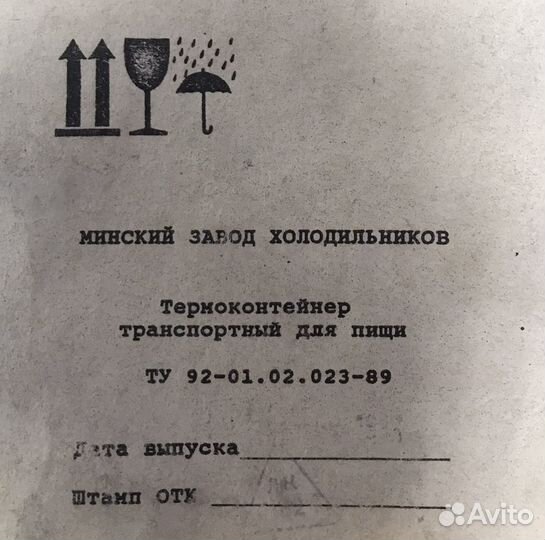 МИНСКИЙ ЗАВОД ХОЛОДИЛЬНИКОВ
Термоконтейнер
транспортный для пищи
ТУ 92-01.02.023-89
Дата выпуска
Штамп ОТК
Avito